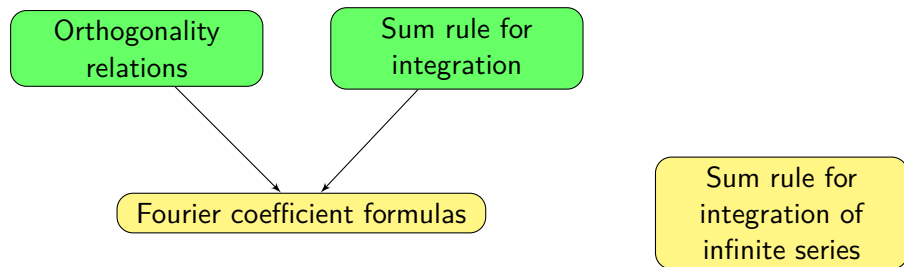 Orthogonality
relations
Sum rule for
integration
Fourier coefficient formulas
Sum rule for
integration of
infinite series